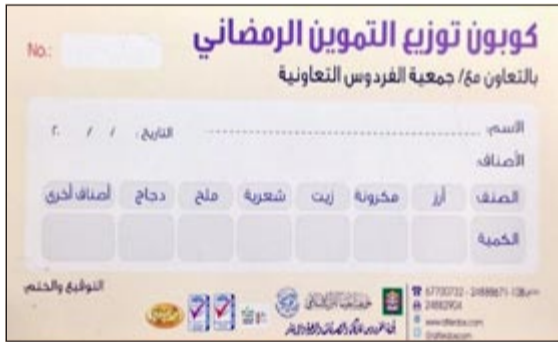 كوبون توزيع التموين الرمضاني
No.:
بالتعاون مع/ جمعية الفردوس التعاونية
الاسم:
التاريخ: / / ٢٠
الأصناف:
الصنف أرز مكرونة زيت شعرية ملح دجاج أصناف أخرى
الكمية
التوقيع والختم: